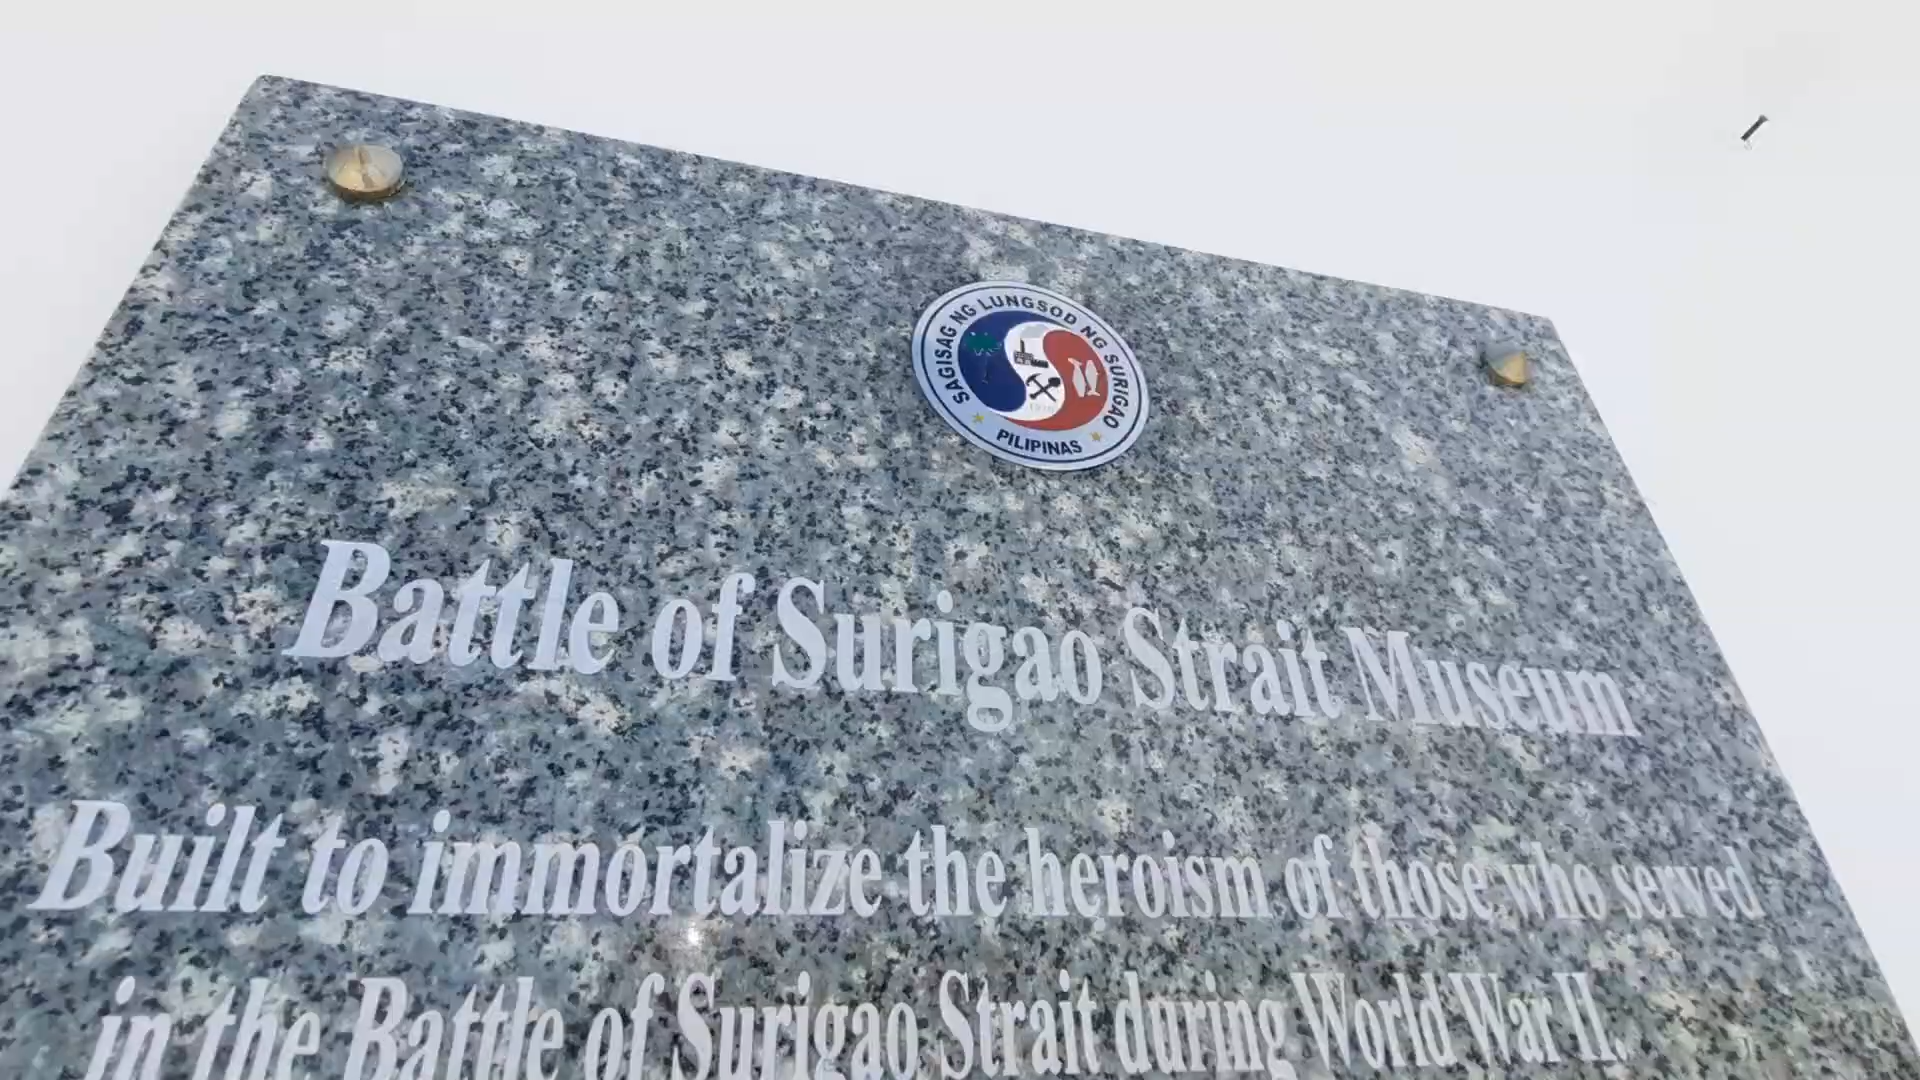 SAGISAG NG LUNGSOD NG SURIGAO
PILIPINAS
Battle of Surigao Strait Museum
Built to immortalize the heroism of those who served
in the Battle of Surigao Strait during World War II.